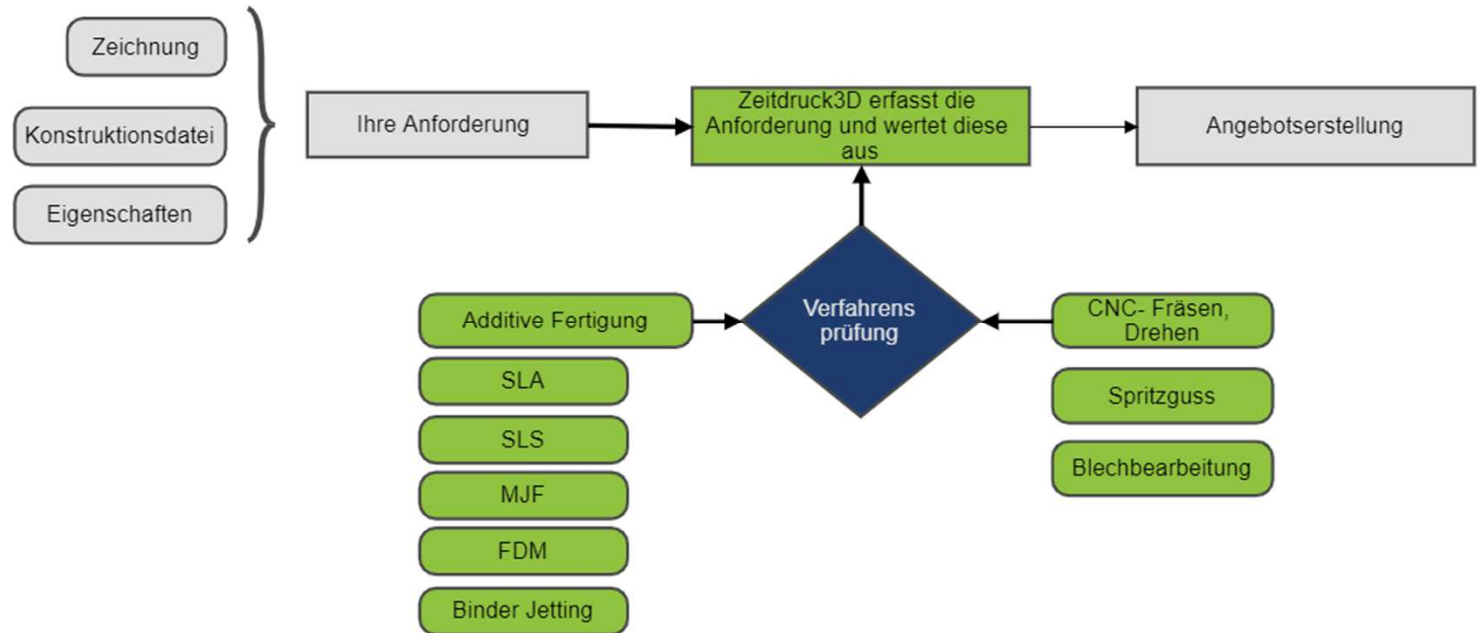 Zeichnung
Konstruktionsdatei
Eigenschaften
Ihre Anforderung
Zeitdruck3D erfasst die
Anforderung und wertet diese
aus
Angebotserstellung
Verfahrens
prüfung
Additive Fertigung
SLA
SLS
MJF
FDM
Binder Jetting
CNC- Fräsen,
Drehen
Spritzguss
Blechbearbeitung